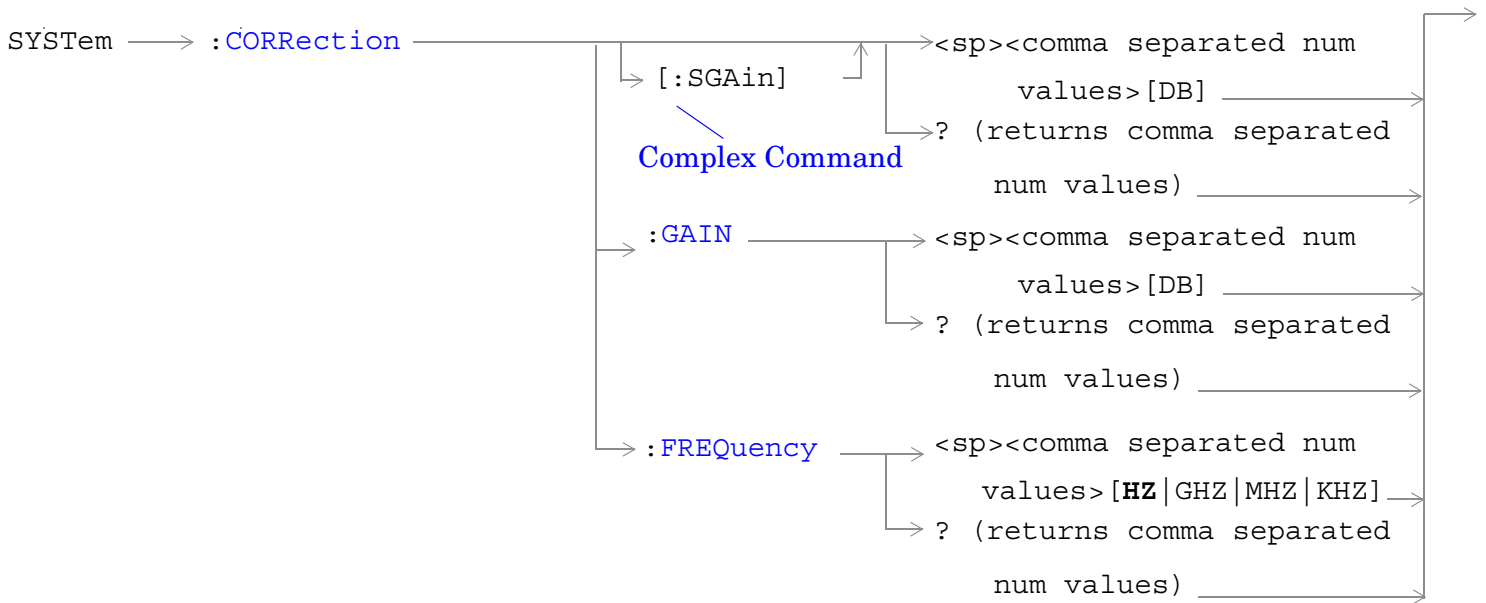 SYSTem :CORRection <sp><comma separated num
[:SGAin]
values>[DB]
? (returns comma separated
Complex Command
num values)
:GAIN <sp><comma separated num
values>[DB]
? (returns comma separated
num values)
:FREQuency <sp><comma separated num
values>[HZ|GHZ|MHZ|KHZ]
? (returns comma separated
num values)